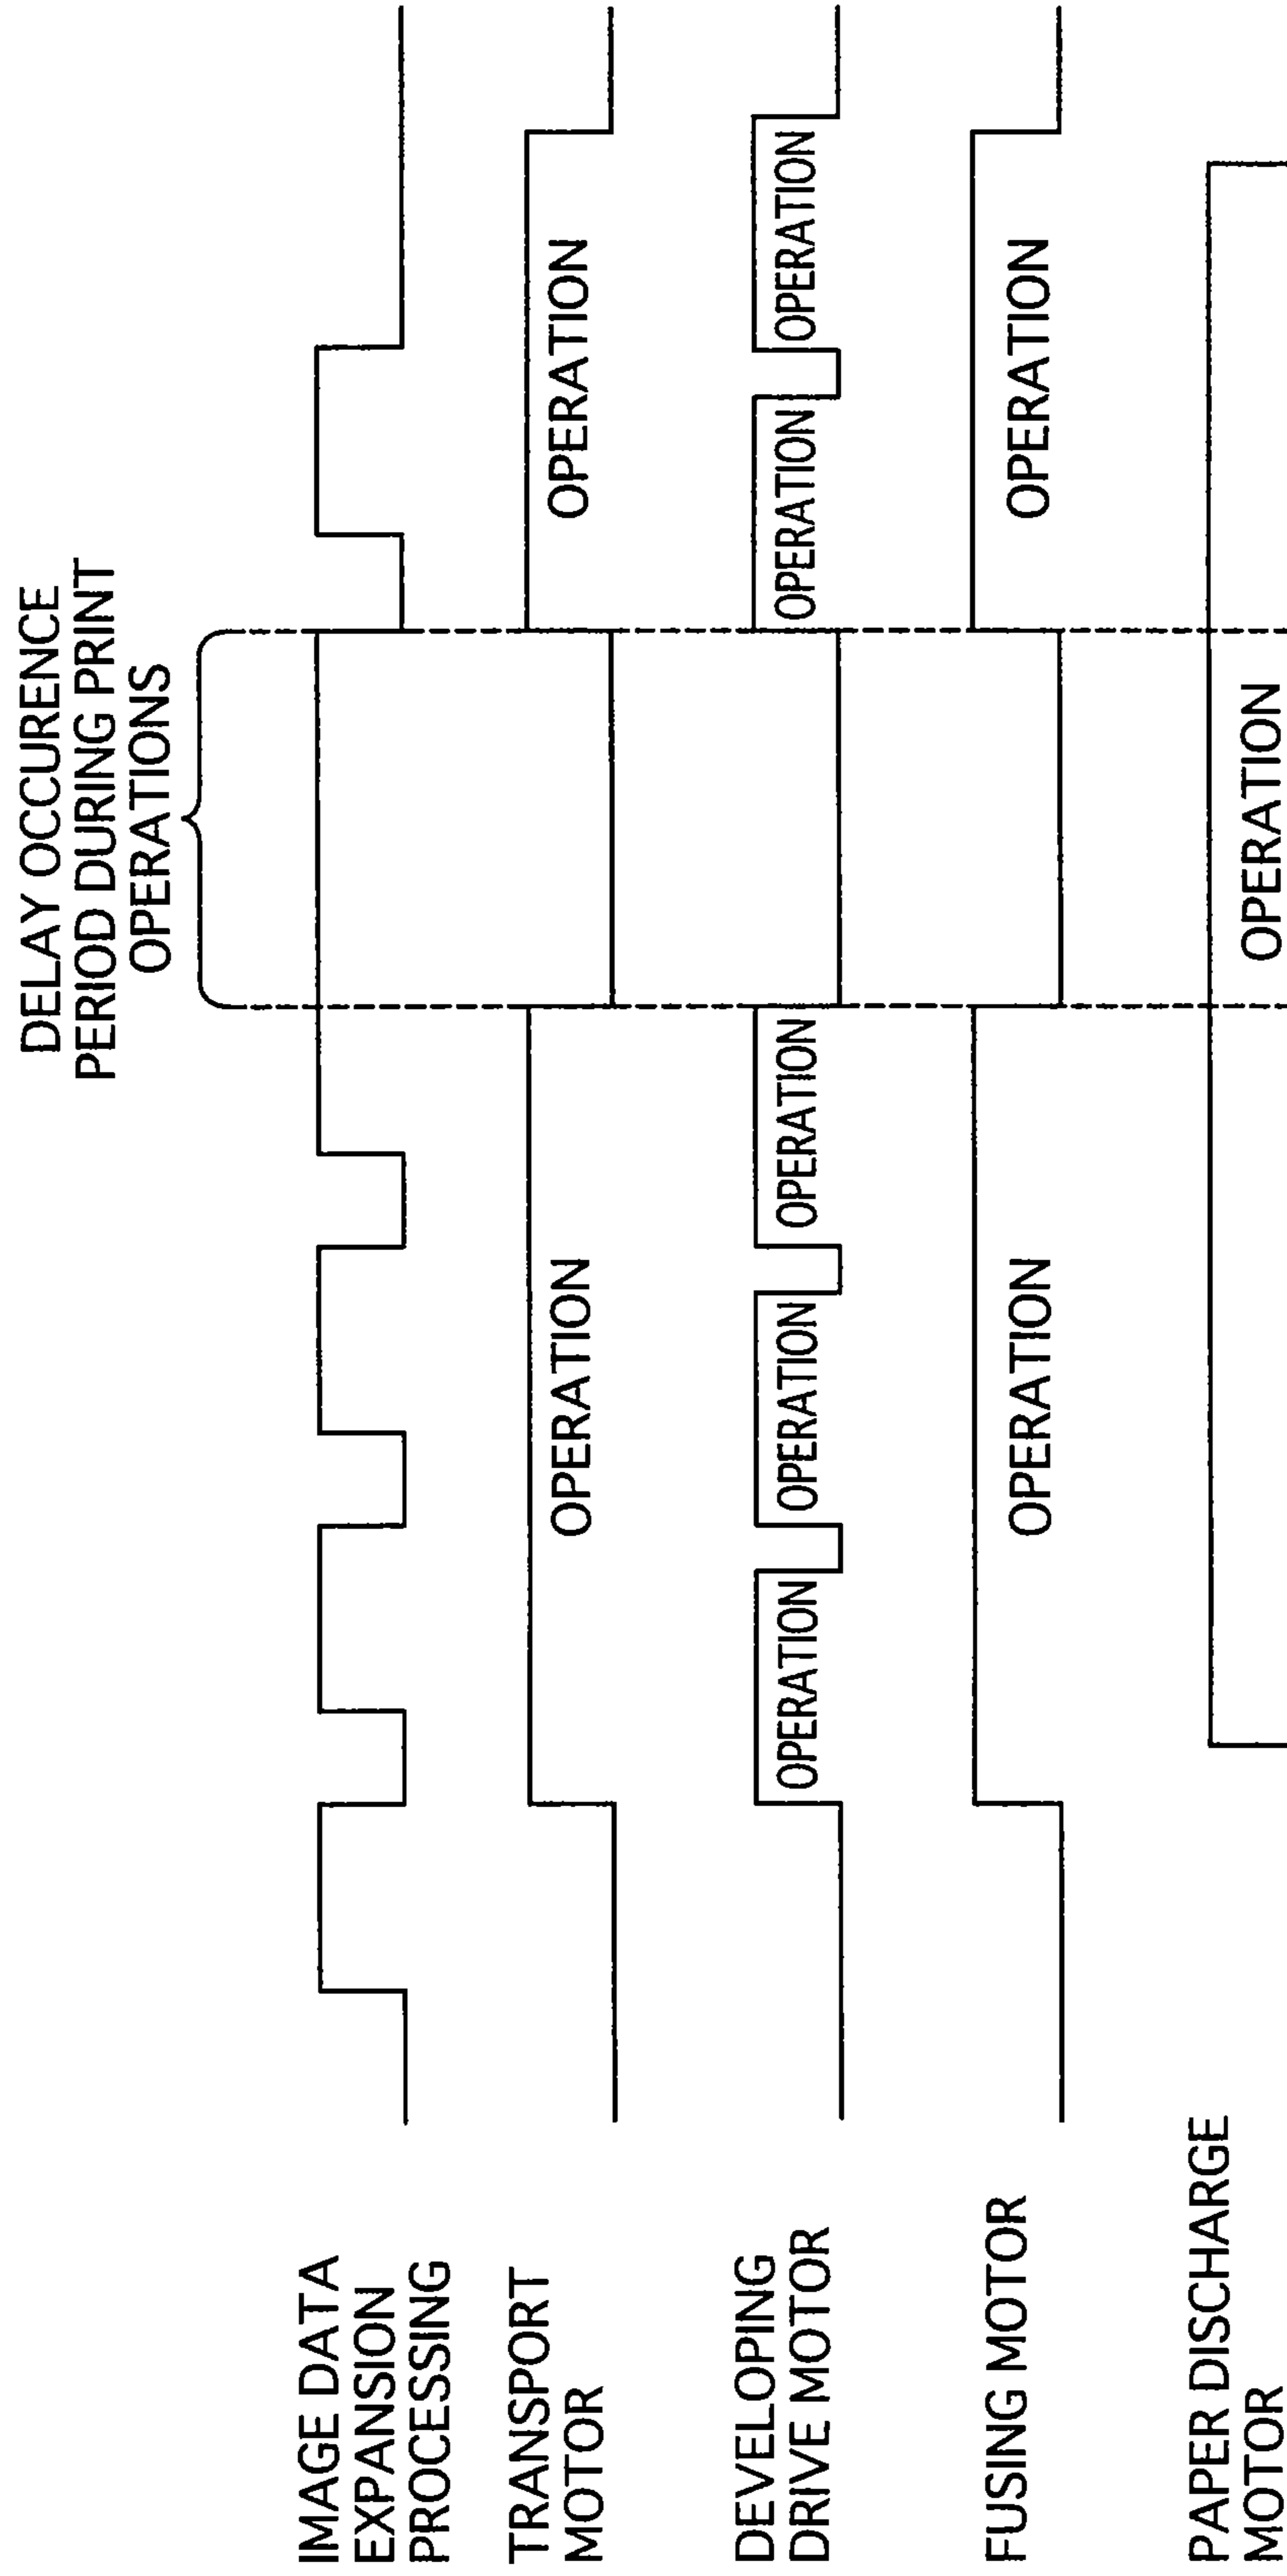 DELAY OCCURENCE
PERIOD DURING PRINT
OPERATIONS
IMAGE DATA
EXPANSION
PROCESSING
TRANSPORT
MOTOR
OPERATION
OPERATION
DEVELOPING
DRIVE MOTOR
OPERATION
OPERATION
OPERATION
OPERATION
OPERATION
FUSING MOTOR
OPERATION
OPERATION
PAPER DISCHARGE
MOTOR
OPERATION